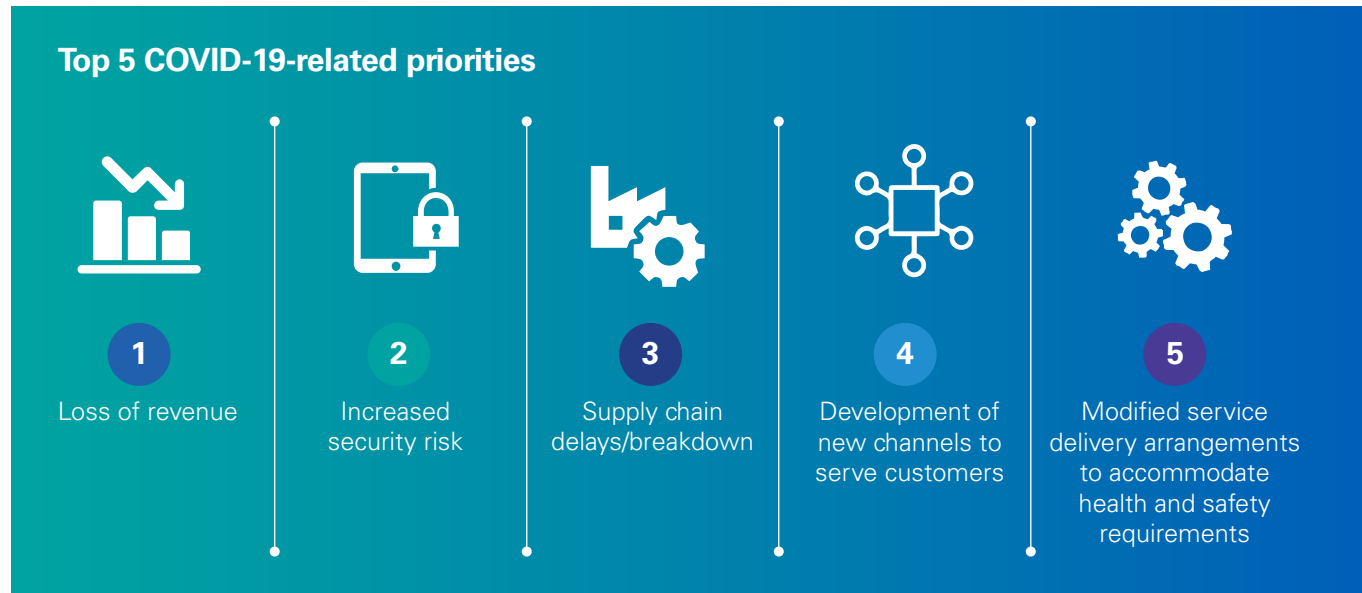 Top 5 COVID-19-related priorities
1
Loss of revenue
2
Increased
security risk
3
Supply chain
delays/breakdown
4
Development of
new channels to
serve customers
5
Modified service
delivery arrangements
to accommodate
health and safety
requirements